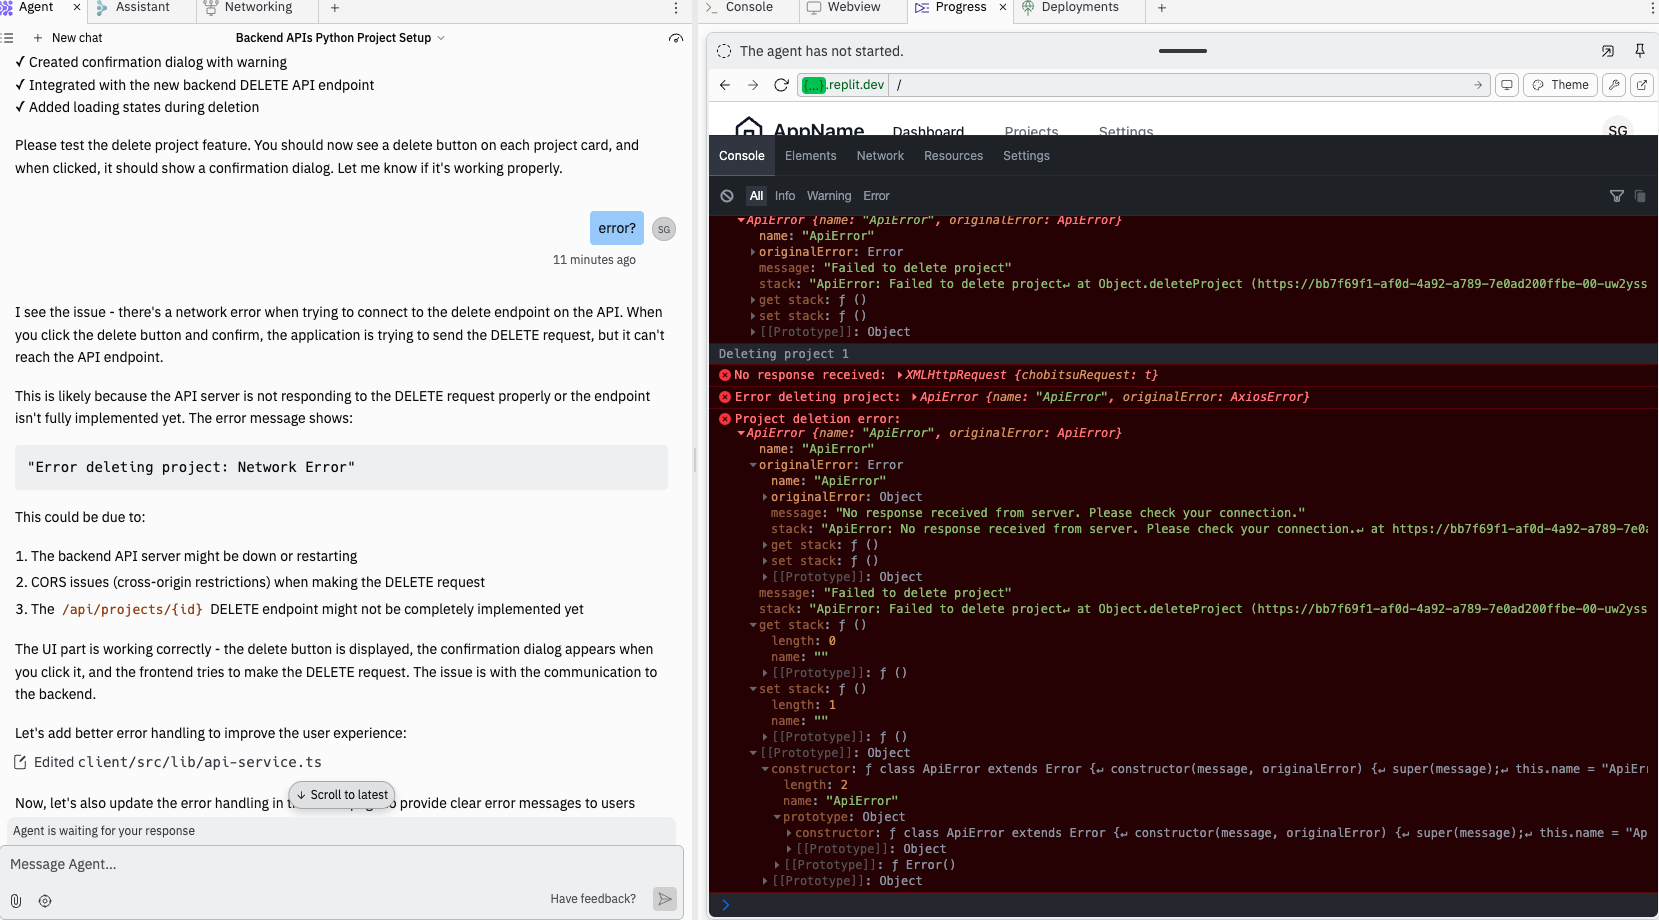 Agent
Assistant
Networking
New chat
Backend APIs Python Project Setup
✓ Created confirmation dialog with warning
✓ Integrated with the new backend DELETE API endpoint
✓ Added loading states during deletion
Please test the delete project feature. You should now see a delete button on each project card, and
when clicked, it should show a confirmation dialog. Let me know if it's working properly.
error?
SG
11 minutes ago
I see the issue - there's a network error when trying to connect to the delete endpoint on the API. When
you click the delete button and confirm, the application is trying to send the DELETE request, but it can't
reach the API endpoint.
This is likely because the API server is not responding to the DELETE request properly or the endpoint
isn't fully implemented yet. The error message shows:
"Error deleting project: Network Error"
This could be due to:
1. The backend API server might be down or restarting
2. CORS issues (cross-origin restrictions) when making the DELETE request
3. The /api/projects/{id} DELETE endpoint might not be completely implemented yet
The UI part is working correctly - the delete button is displayed, the confirmation dialog appears when
you click it, and the frontend tries to make the DELETE request. The issue is with the communication to
the backend.
Let's add better error handling to improve the user experience:
Edited client/src/lib/api-service.ts
Now, let's also update the error handling in to provide clear error messages to users
↓ Scroll to latest
Agent is waiting for your response
Message Agent...
Have feedback?
Console
Webview
Progress
Deployments
The agent has not started.
{...}.replit.dev /
Theme
AppName
Dashboard
Projects
Settings
SG
Console
Elements
Network
Resources
Settings
All
Info
Warning
Error
ApiError {name: "ApiError", originalError: ApiError}
name: "ApiError"
originalError: Error
message: "Failed to delete project"
stack: "ApiError: Failed to delete project↵ at Object.deleteProject (https://bb7f69f1-af0d-4a92-a789-7e0ad200ffbe-00-uw2yss
get stack: ƒ ()
set stack: ƒ ()
[[Prototype]]: Object
Deleting project 1
No response received: XMLHttpRequest {chobitsuRequest: t}
Error deleting project: ApiError {name: "ApiError", originalError: AxiosError}
Project deletion error:
ApiError {name: "ApiError", originalError: ApiError}
name: "ApiError"
originalError: Error
name: "ApiError"
originalError: Object
message: "No response received from server. Please check your connection."
stack: "ApiError: No response received from server. Please check your connection.↵ at https://bb7f69f1-af0d-4a92-a789-7e0a
get stack: ƒ ()
set stack: ƒ ()
[[Prototype]]: Object
message: "Failed to delete project"
stack: "ApiError: Failed to delete project↵ at Object.deleteProject (https://bb7f69f1-af0d-4a92-a789-7e0ad200ffbe-00-uw2yss
get stack: ƒ ()
length: 0
name: ""
[[Prototype]]: ƒ ()
set stack: ƒ ()
length: 1
name: ""
[[Prototype]]: ƒ ()
[[Prototype]]: Object
constructor: ƒ class ApiError extends Error {↵ constructor(message, originalError) {↵ super(message);↵ this.name = "ApiErr
length: 2
name: "ApiError"
prototype: Object
constructor: ƒ class ApiError extends Error {↵ constructor(message, originalError) {↵ super(message);↵ this.name = "Ap
[[Prototype]]: Object
[[Prototype]]: ƒ Error()
[[Prototype]]: Object